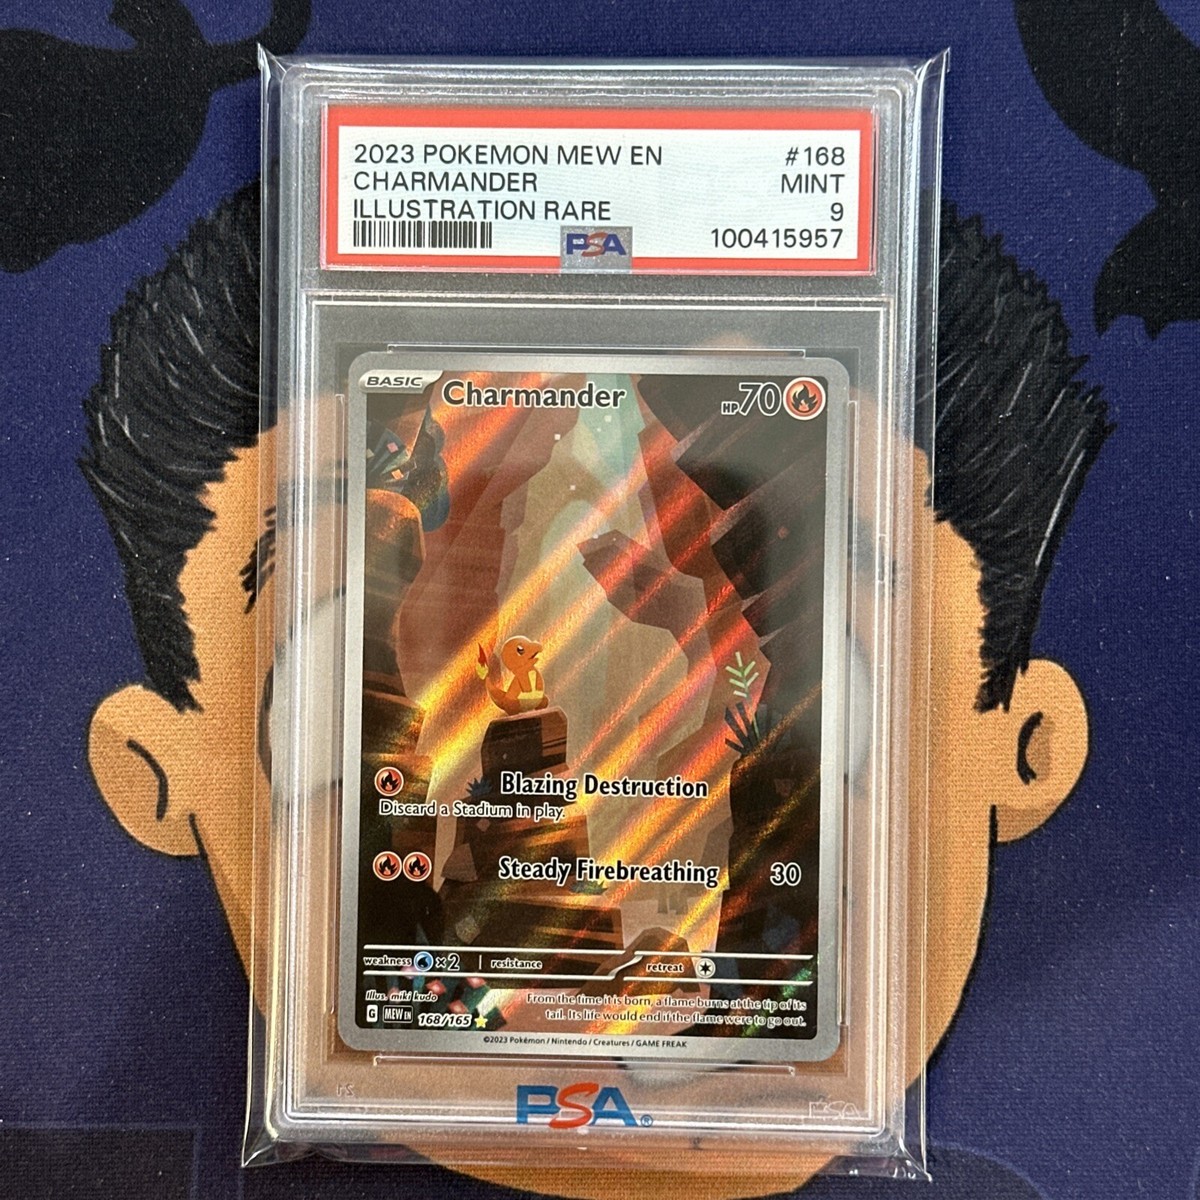 2023 POKEMON MEW EN #168
CHARMANDER MINT
ILLUSTRATION RARE 9
PSA 100415957
BASIC Charmander HP 70
Blazing Destruction
Discard a Stadium in play.
Steady Firebreathing 30
weakness ×2 resistance retreat
Illus. miki kudo
From the time it is born, a flame burns at the tip of its
tail. Its life would end if the flame were to go out.
G MEW EN 168/165
©2023 Pokémon / Nintendo / Creatures / GAME FREAK
PSA®